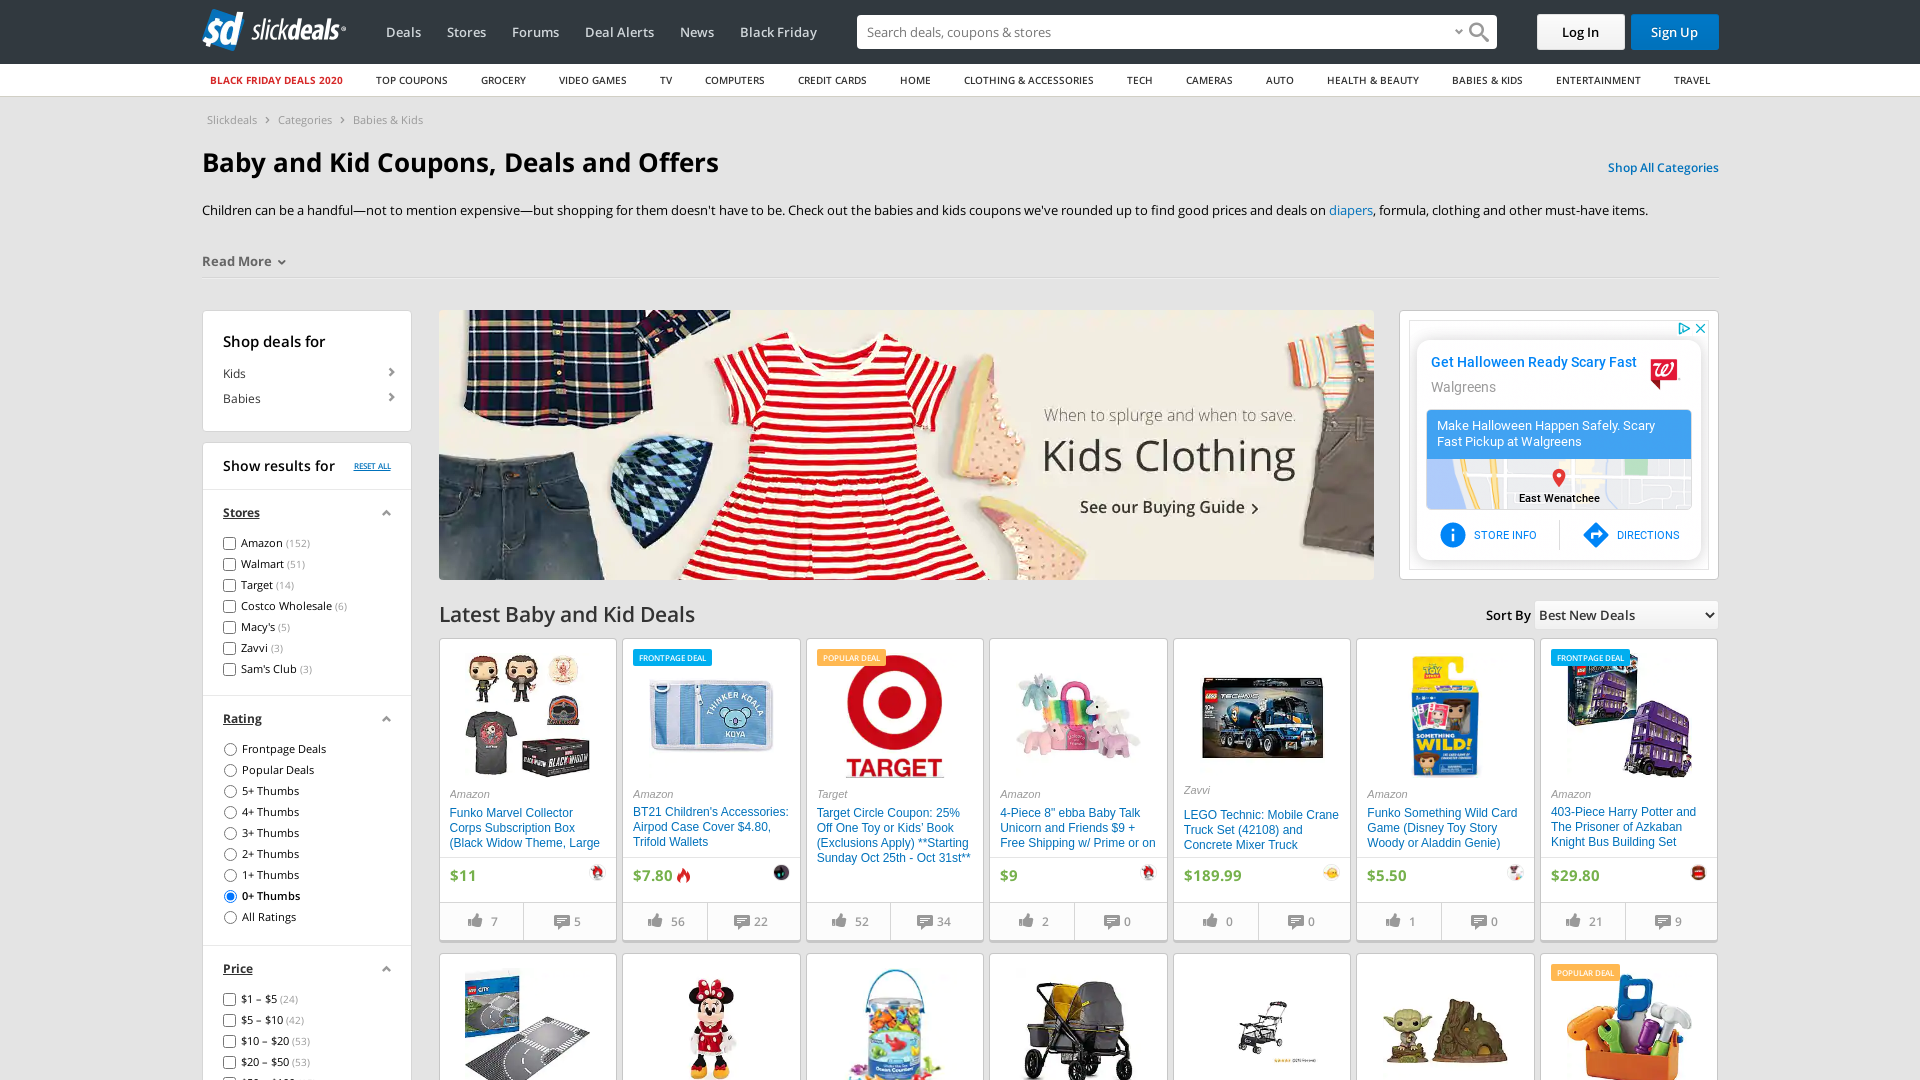 sd slickdeals
Deals
Stores
Forums
Deal Alerts
News
Black Friday
Search deals, coupons & stores
Log In
Sign Up
BLACK FRIDAY DEALS 2020
TOP COUPONS
GROCERY
VIDEO GAMES
TV
COMPUTERS
CREDIT CARDS
HOME
CLOTHING & ACCESSORIES
TECH
CAMERAS
AUTO
HEALTH & BEAUTY
BABIES & KIDS
ENTERTAINMENT
TRAVEL
Slickdeals
Categories
Babies & Kids
Baby and Kid Coupons, Deals and Offers
Shop All Categories
Children can be a handful—not to mention expensive—but shopping for them doesn't have to be. Check out the babies and kids coupons we've rounded up to find good prices and deals on diapers, formula, clothing and other must-have items.
Read More
Shop deals for
Kids
Babies
Show results for
RESET ALL
Stores
Amazon (152)
Walmart (51)
Target (14)
Costco Wholesale (6)
Macy's (5)
Zavvi (3)
Sam's Club (3)
Rating
Frontpage Deals
Popular Deals
5+ Thumbs
4+ Thumbs
3+ Thumbs
2+ Thumbs
1+ Thumbs
0+ Thumbs
All Ratings
Price
$1 – $5 (24)
$5 – $10 (42)
$10 – $20 (53)
$20 – $50 (53)
When to splurge and when to save.
Kids Clothing
See our Buying Guide
Get Halloween Ready Scary Fast
Walgreens
Make Halloween Happen Safely. Scary
Fast Pickup at Walgreens
East Wenatchee
STORE INFO
DIRECTIONS
Latest Baby and Kid Deals
Sort By
Best New Deals
BLACK WIDOW
Amazon
Funko Marvel Collector
Corps Subscription Box
(Black Widow Theme, Large
$11
7
5
FRONTPAGE DEAL
THINKER KOALA
KOYA
Amazon
BT21 Children's Accessories:
Airpod Case Cover $4.80,
Trifold Wallets
$7.80
56
22
POPULAR DEAL
TARGET
Target
Target Circle Coupon: 25%
Off One Toy or Kids' Book
(Exclusions Apply) **Starting
Sunday Oct 25th - Oct 31st**
52
34
Amazon
4-Piece 8" ebba Baby Talk
Unicorn and Friends $9 +
Free Shipping w/ Prime or on
$9
2
0
LEGO TECHNIC
Zavvi
LEGO Technic: Mobile Crane
Truck Set (42108) and
Concrete Mixer Truck
$189.99
0
0
TOY STORY
SOMETHING WILD!
Amazon
Funko Something Wild Card
Game (Disney Toy Story
Woody or Aladdin Genie)
$5.50
1
0
FRONTPAGE DEAL
Amazon
403-Piece Harry Potter and
The Prisoner of Azkaban
Knight Bus Building Set
$29.80
21
9
CITY
Ocean Counters
POPULAR DEAL